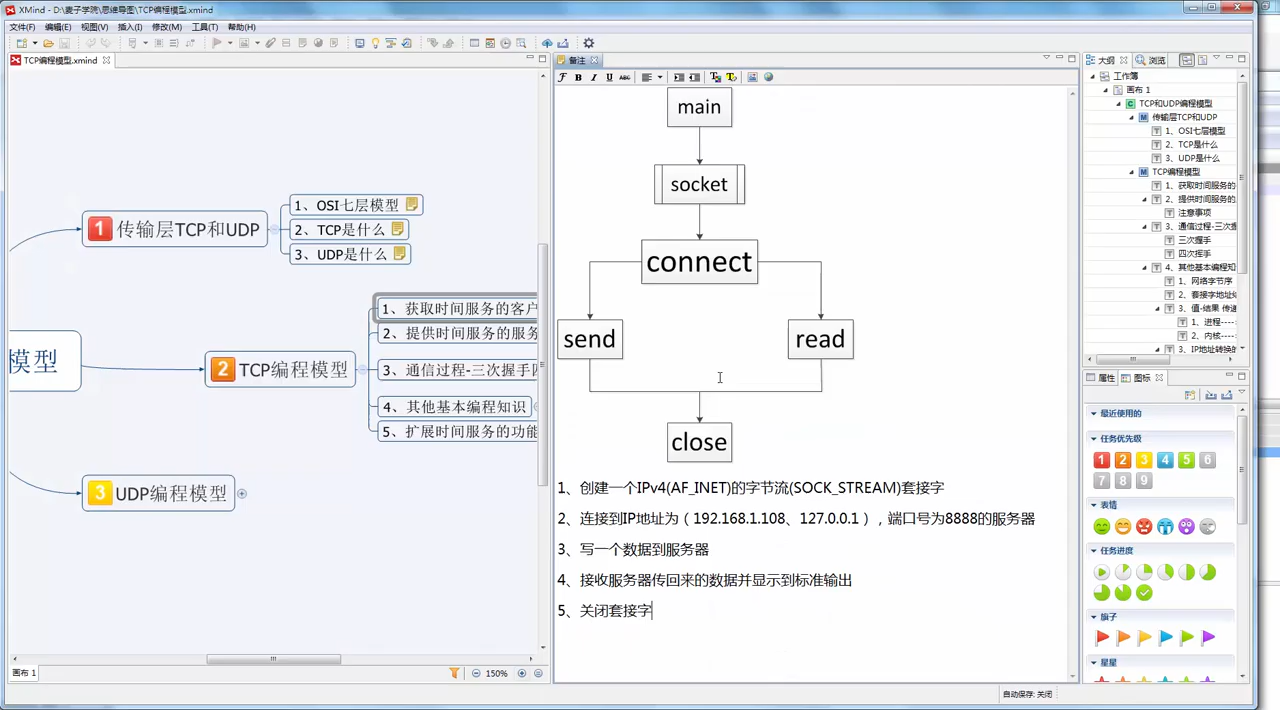 XMind - D:\麦子学院\思维导图\TCP编程模型.xmind
文件(F) 编辑(E) 视图(V) 插入(I) 修改(M) 工具(T) 帮助(H)
TCP编程模型.xmind
模型
1 传输层TCP和UDP
1、OSI七层模型
2、TCP是什么
3、UDP是什么
2 TCP编程模型
1、获取时间服务的客户
2、提供时间服务的服务
3、通信过程-三次握手四
4、其他基本编程知识
5、扩展时间服务的功能
3 UDP编程模型
画布 1
150%
备注
B I U ABC
main
socket
connect
send
read
close
1、创建一个IPv4(AF_INET)的字节流(SOCK_STREAM)套接字
2、连接到IP地址为（192.168.1.108、127.0.0.1），端口号为8888的服务器
3、写一个数据到服务器
4、接收服务器传回来的数据并显示到标准输出
5、关闭套接字
大纲 浏览
工作簿
画布 1
C TCP和UDP编程模型
M 传输层TCP和UDP
T 1、OSI七层模型
T 2、TCP是什么
T 3、UDP是什么
M TCP编程模型
T 1、获取时间服务的
T 2、提供时间服务的
T 注意事项
T 3、通信过程-三次握
T 三次握手
T 四次挥手
T 4、其他基本编程知
T 1、网络字节序
T 2、套接字地址结
T 3、值-结果 传递
T 1、进程----
T 2、内核----
T 3、IP地址转换的
属性 图标
最近使用的
任务优先级
1 2 3 4 5 6
7 8 9
表情
任务进度
旗子
星星
自动保存: 关闭